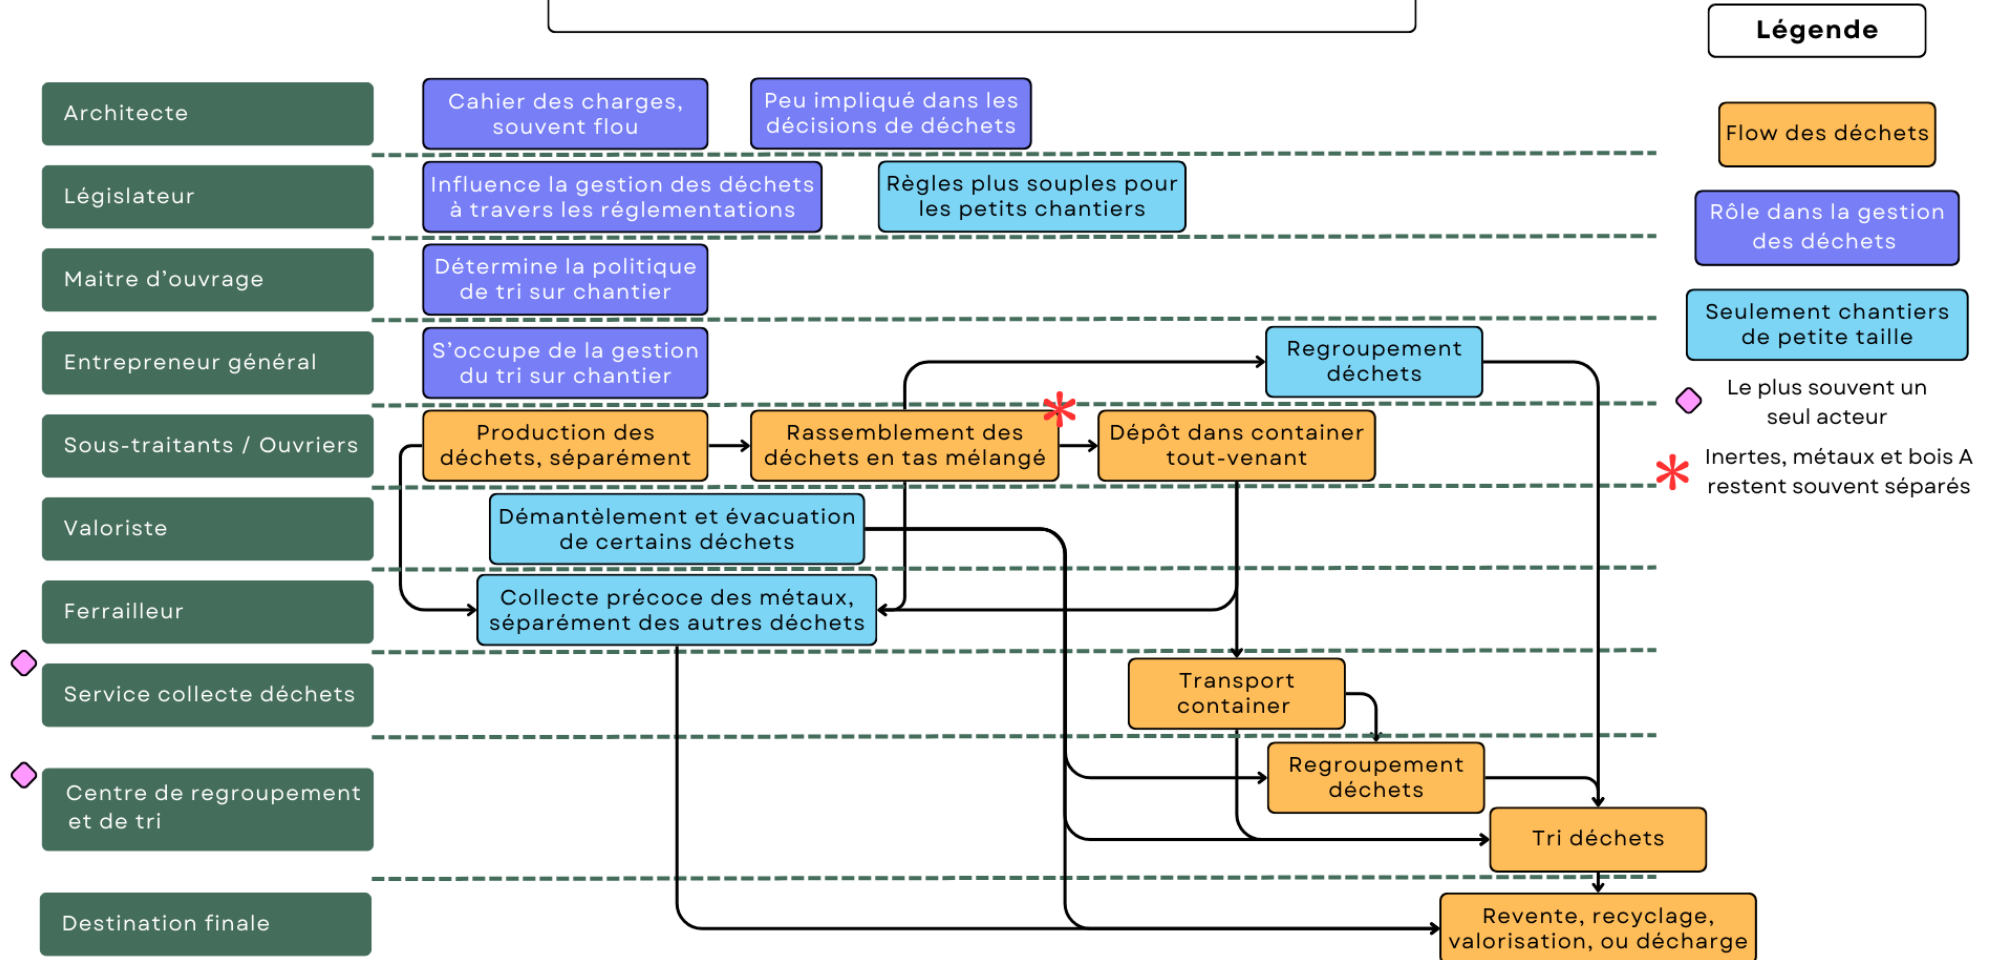 Légende
Architecte
Cahier des charges,
souvent flou
Peu impliqué dans les
décisions de déchets
Flow des déchets
Législateur
Influence la gestion des déchets
à travers les réglementations
Règles plus souples pour
les petits chantiers
Rôle dans la gestion
des déchets
Maitre d’ouvrage
Détermine la politique
de tri sur chantier
Seulement chantiers
de petite taille
Entrepreneur général
S’occupe de la gestion
du tri sur chantier
Regroupement
déchets
Le plus souvent un
seul acteur
Sous-traitants / Ouvriers
Production des
déchets, séparément
Rassemblement des
déchets en tas mélangé
*
Dépôt dans container
tout-venant
*
Inertes, métaux et bois A
restent souvent séparés
Valoriste
Démantèlement et évacuation
de certains déchets
Ferrailleur
Collecte précoce des métaux,
séparément des autres déchets
Service collecte déchets
Transport
container
Centre de regroupement
et de tri
Regroupement
déchets
Tri déchets
Destination finale
Revente, recyclage,
valorisation, ou décharge